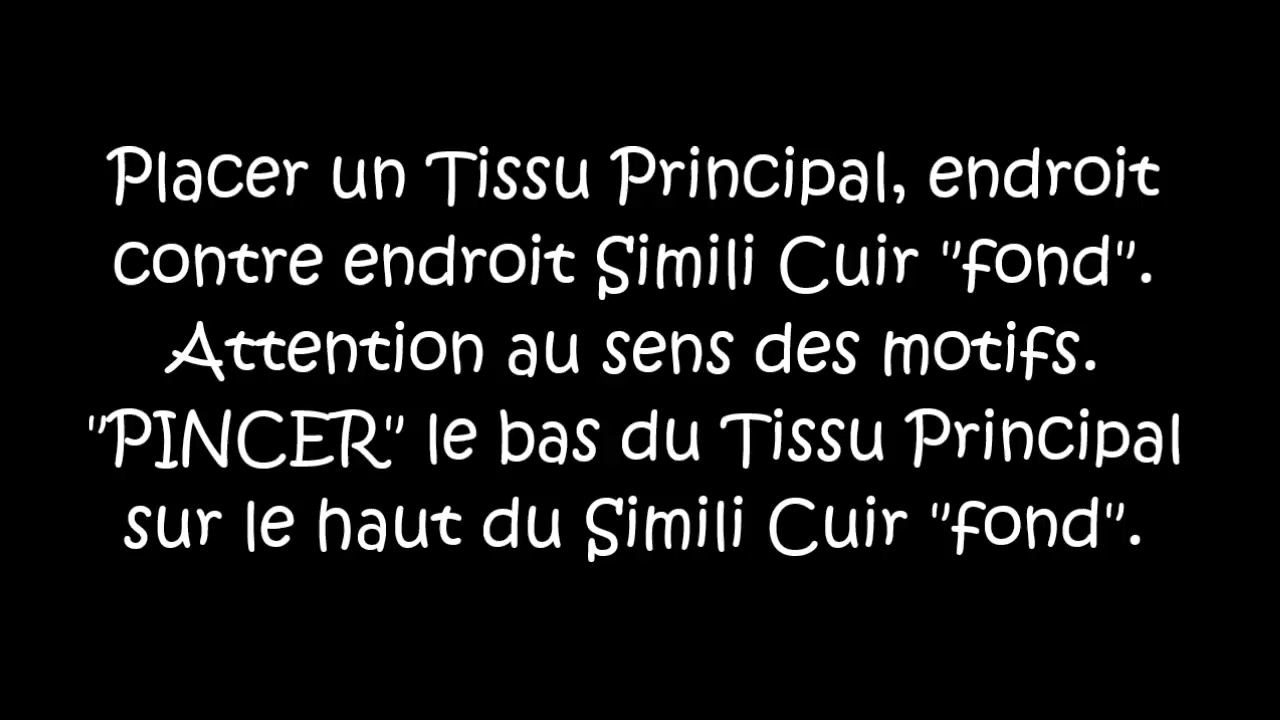 Placer un Tissu Principal, endroit
contre endroit Simili Cuir "fond".
Attention au sens des motifs.
"PINCER" le bas du Tissu Principal
sur le haut du Simili Cuir "fond".